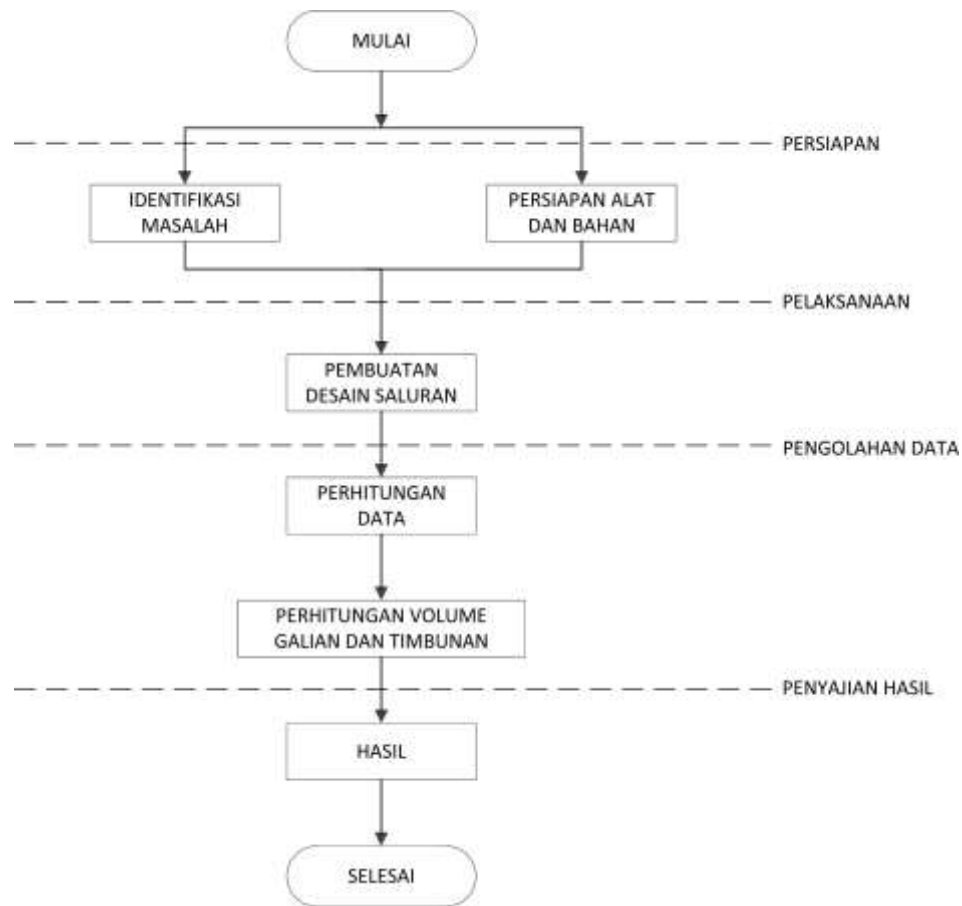 MULAI
PERSIAPAN
IDENTIFIKASI
MASALAH
PERSIAPAN ALAT
DAN BAHAN
PELAKSANAAN
PEMBUATAN
DESAIN SALURAN
PENGOLAHAN DATA
PERHITUNGAN
DATA
PERHITUNGAN VOLUME
GALIAN DAN TIMBUNAN
PENYAJIAN HASIL
HASIL
SELESAI